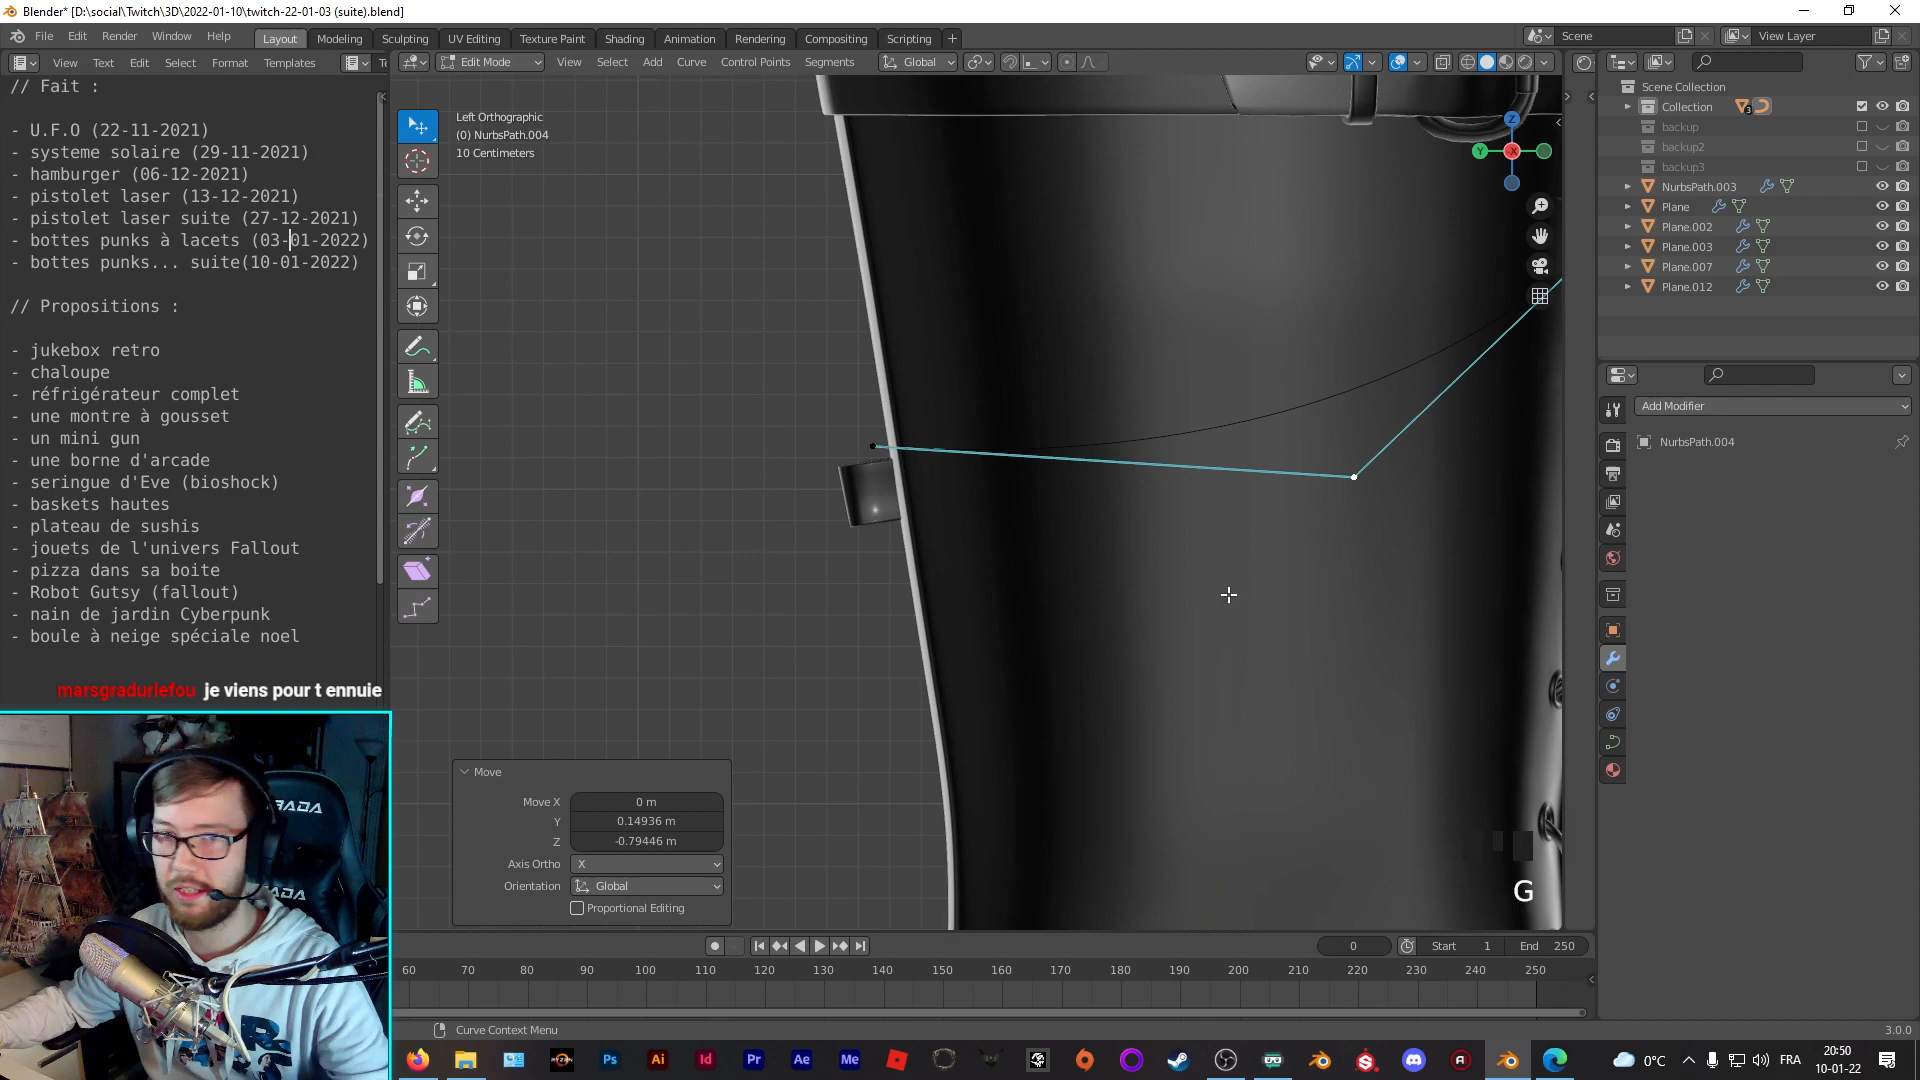 Blender* [D:\social\Twitch\3D\2022-01-10\twitch-22-01-03 (suite).blend]
File Edit Render Window Help Layout Modeling Sculpting UV Editing Texture Paint Shading Animation Rendering Compositing Scripting Scene View Layer
View Text Edit Select Format Templates
Edit Mode View Select Add Curve Control Points Segments Global
// Fait :
- U.F.O (22-11-2021)
- systeme solaire (29-11-2021)
- hamburger (06-12-2021)
- pistolet laser (13-12-2021)
- pistolet laser suite (27-12-2021)
- bottes punks à lacets (03-01-2022)
- bottes punks... suite(10-01-2022)
// Propositions :
- jukebox retro
- chaloupe
- réfrigérateur complet
- une montre à gousset
- un mini gun
- une borne d'arcade
- seringue d'Eve (bioshock)
- baskets hautes
- plateau de sushis
- jouets de l'univers Fallout
- pizza dans sa boite
- Robot Gutsy (fallout)
- nain de jardin Cyberpunk
- boule à neige spéciale noel
marsgradurlefou je viens pour t ennuie
Left Orthographic
(0) NurbsPath.004
10 Centimeters
Z
Y
-X
Scene Collection
Collection 3
backup
backup2
backup3
NurbsPath.003
Plane
Plane.002
Plane.003
Plane.007
Plane.012
Add Modifier
NurbsPath.004
Move
Move X 0 m
Y 0.14936 m
Z -0.79446 m
Axis Ortho X
Orientation Global
Proportional Editing
G
0 Start 1 End 250
60 70 80 90 100 110 120 130 140 150 160 170 180 190 200 210 220 230 240 250
Curve Context Menu
3.0.0
RYZEN Ps Ai Id Pr Ae Me
0°C FRA
20:50
10-01-22